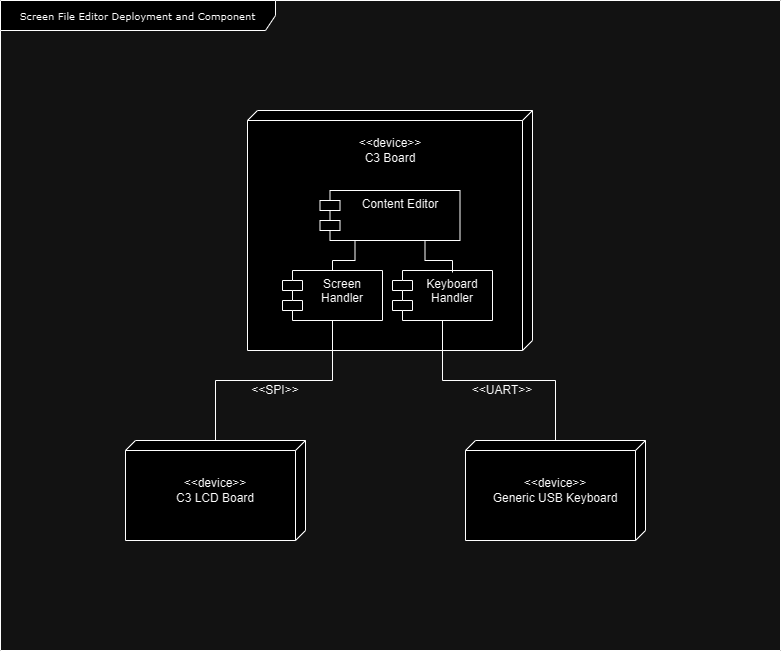 Screen File Editor Deployment and Component
<<device>>
C3 Board
Content Editor
Screen
Handler
Keyboard
Handler
<<SPI>>
<<UART>>
<<device>>
C3 LCD Board
<<device>>
Generic USB Keyboard